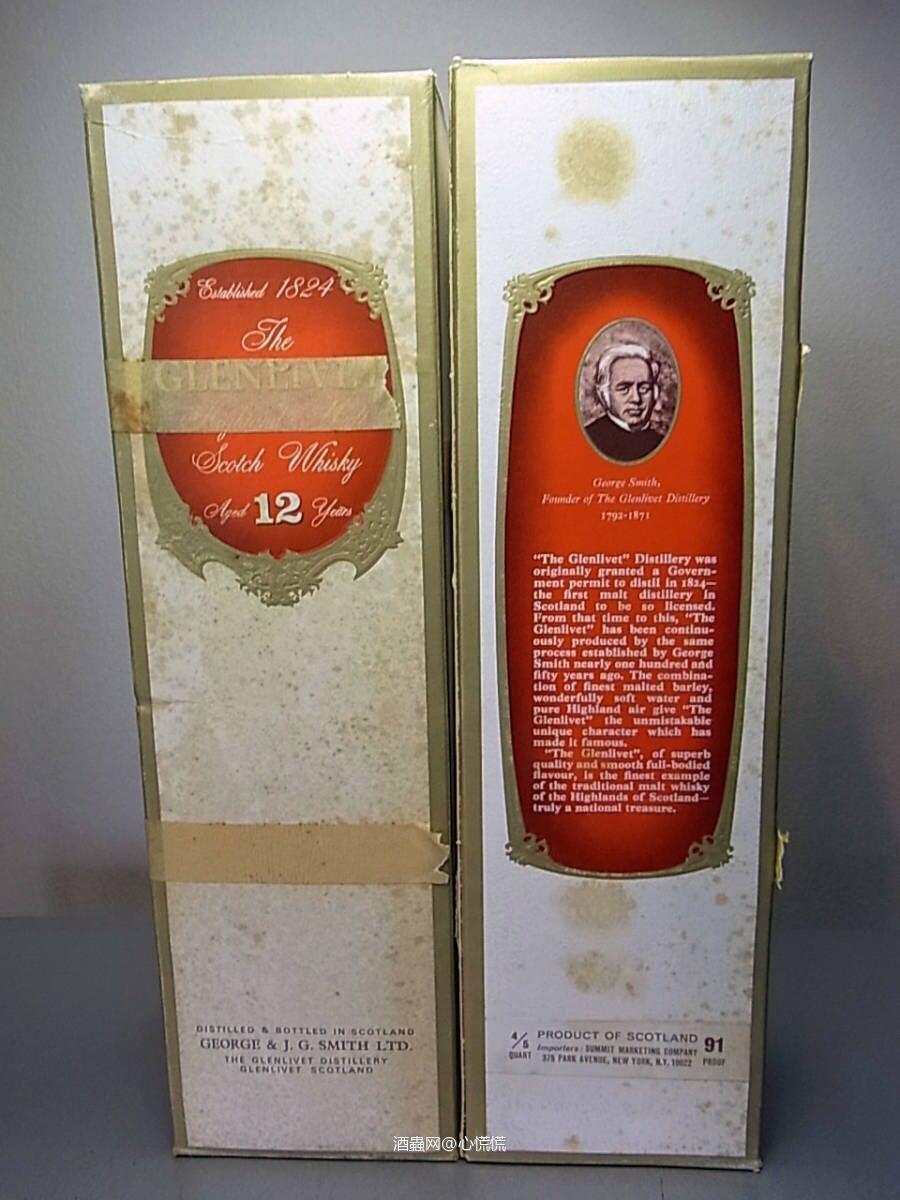 Established 1824
The
GLENLIVET
Scotch Whisky
Aged 12 Years
DISTILLED & BOTTLED IN SCOTLAND
GEORGE & J. G. SMITH LTD.
THE GLENLIVET DISTILLERY
GLENLIVET SCOTLAND
George Smith,
Founder of The Glenlivet Distillery
1792-1871
"The Glenlivet" Distillery was
originally granted a Govern-
ment permit to distil in 1824—
the first malt distillery in
Scotland to be so licensed.
From that time to this, "The
Glenlivet" has been continu-
ously produced by the same
process established by George
Smith nearly one hundred and
fifty years ago. The combina-
tion of finest malted barley,
wonderfully soft water and
pure Highland air give "The
Glenlivet" the unmistakable
unique character which has
made it famous.
"The Glenlivet", of superb
quality and smooth full-bodied
flavour, is the finest example
of the traditional malt whisky
of the Highlands of Scotland—
truly a national treasure.
4/5 QUART
PRODUCT OF SCOTLAND
Importers: SUMMIT MARKETING COMPANY
375 PARK AVENUE, NEW YORK, N.Y. 10022
91 PROOF
酒蟲网@心慌慌